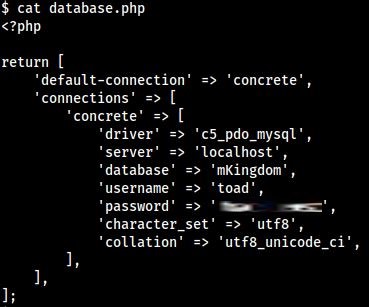 $ cat database.php
<?php
return [
'default-connection' => 'concrete',
'connections' => [
'concrete' => [
'driver' => 'c5_pdo_mysql',
'server' => 'localhost',
'database' => 'mKingdom',
'username' => 'toad',
'password' => '',
'character_set' => 'utf8',
'collation' => 'utf8_unicode_ci',
],
],
];